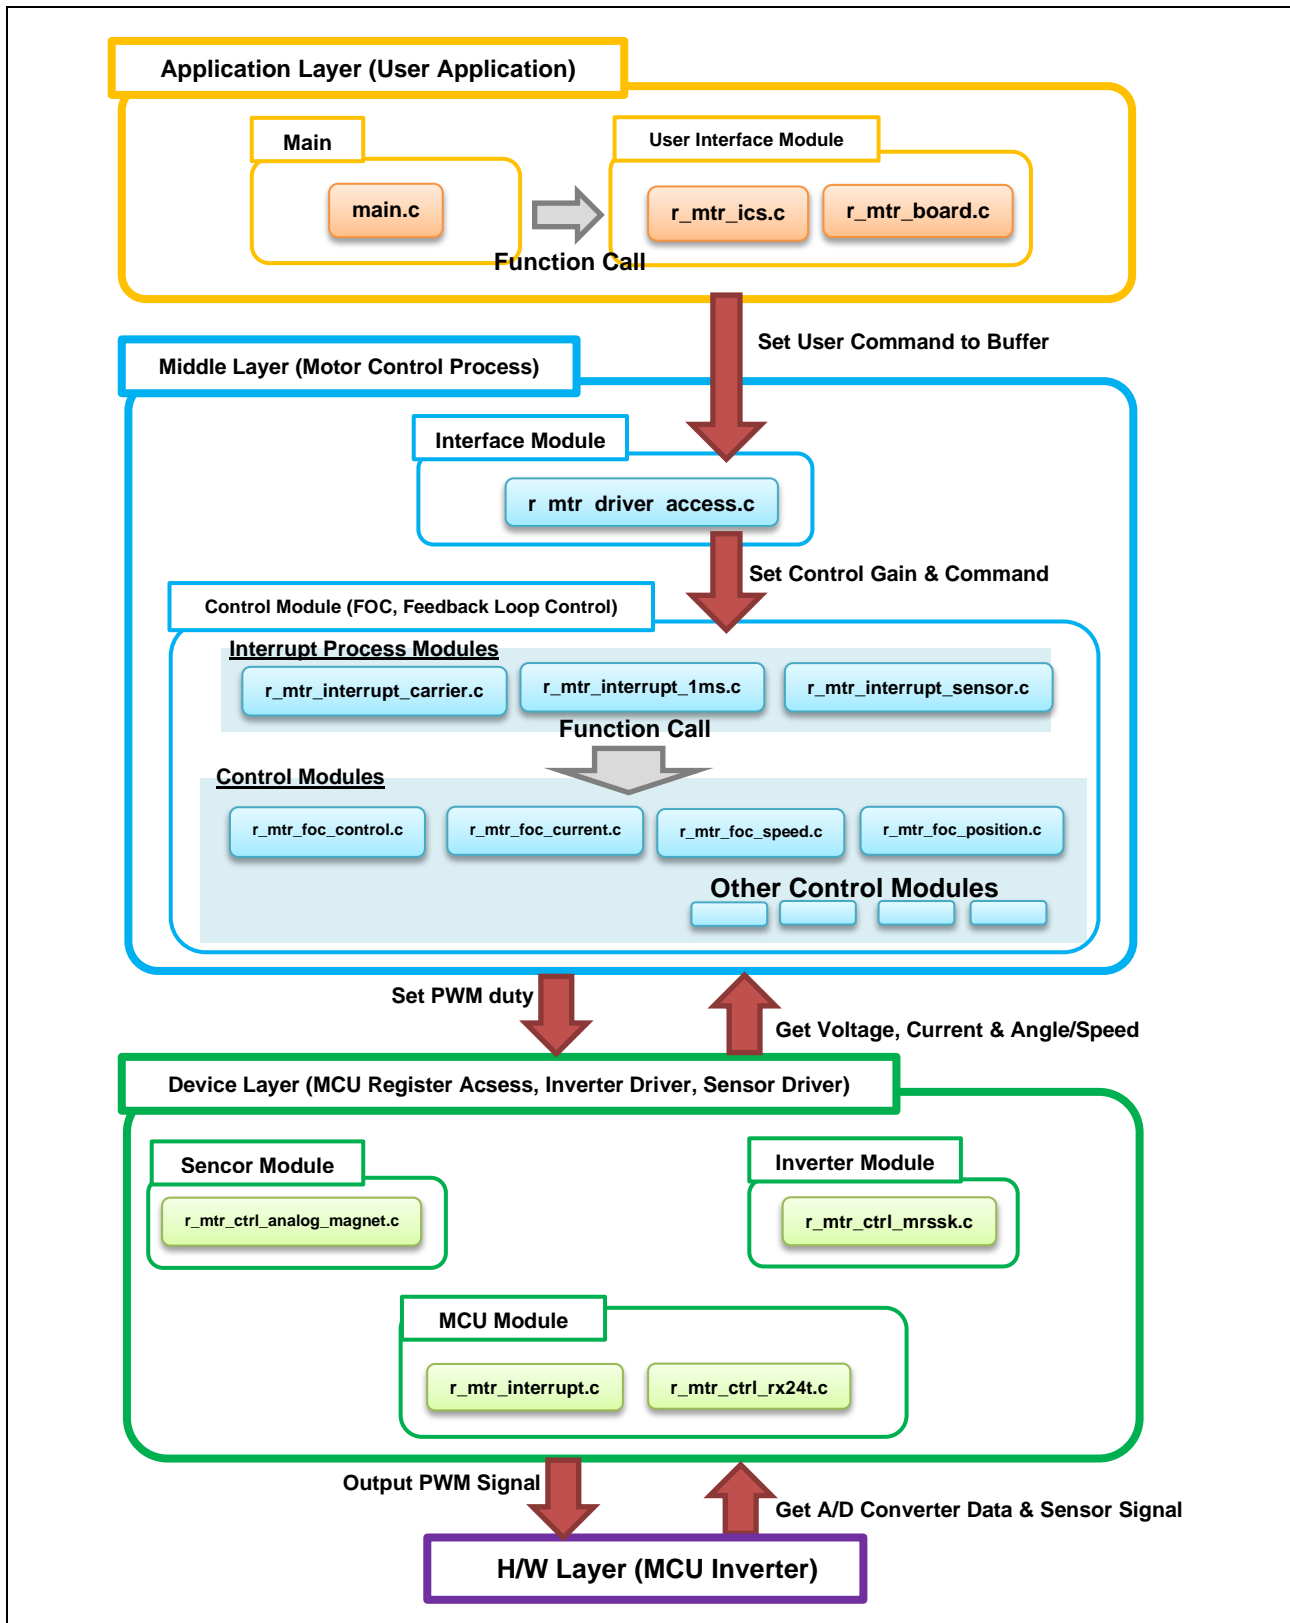 Application Layer (User Application)
Main
User Interface Module
main.c
r_mtr_ics.c
r_mtr_board.c
Function Call
Set User Command to Buffer
Middle Layer (Motor Control Process)
Interface Module
r_mtr_driver_access.c
Set Control Gain & Command
Control Module (FOC, Feedback Loop Control)
Interrupt Process Modules
r_mtr_interrupt_carrier.c
r_mtr_interrupt_1ms.c
r_mtr_interrupt_sensor.c
Function Call
Control Modules
r_mtr_foc_control.c
r_mtr_foc_current.c
r_mtr_foc_speed.c
r_mtr_foc_position.c
Other Control Modules
Set PWM duty
Get Voltage, Current & Angle/Speed
Device Layer (MCU Register Acsess, Inverter Driver, Sensor Driver)
Sencor Module
Inverter Module
r_mtr_ctrl_analog_magnet.c
r_mtr_ctrl_mrssk.c
MCU Module
r_mtr_interrupt.c
r_mtr_ctrl_rx24t.c
Output PWM Signal
Get A/D Converter Data & Sensor Signal
H/W Layer (MCU Inverter)